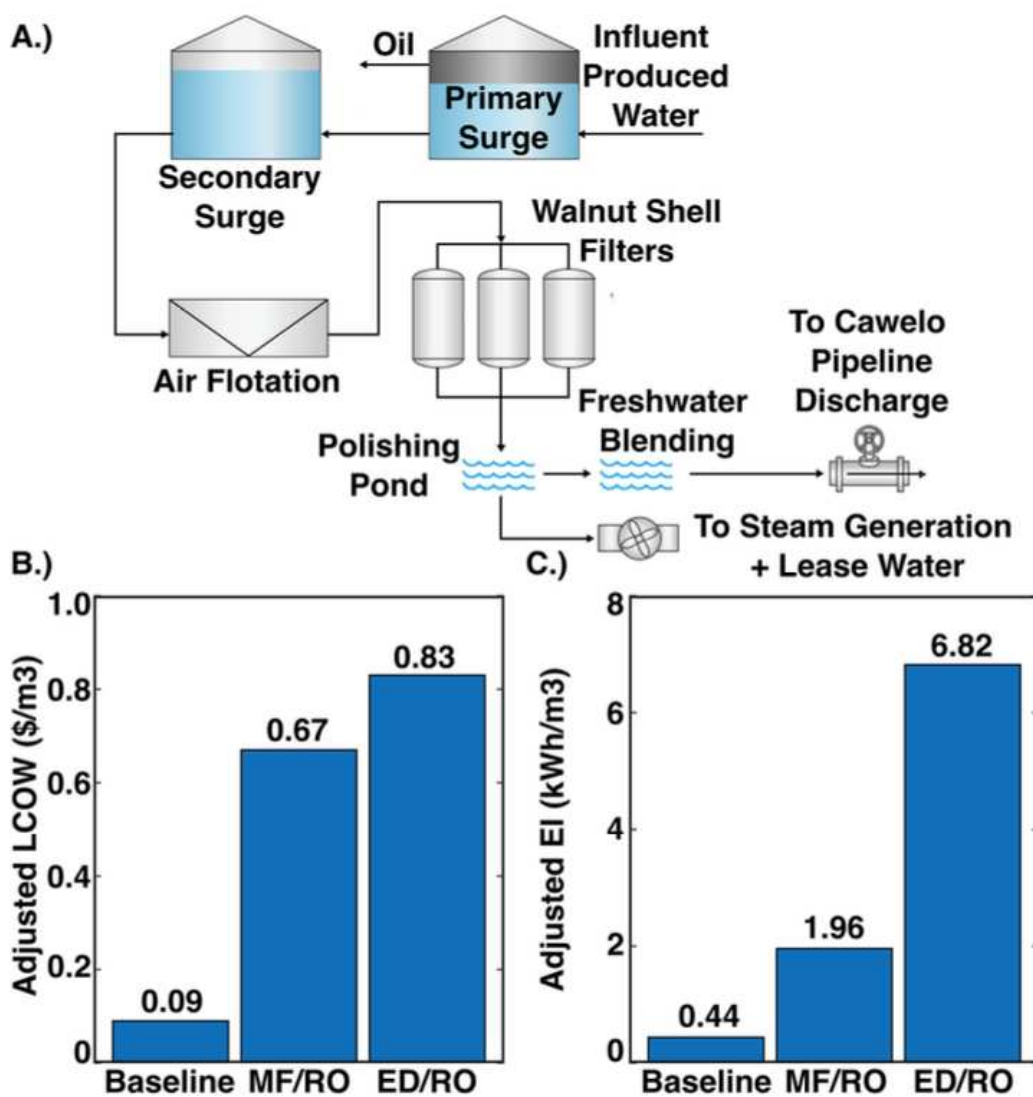 A.)
Oil
Influent
Produced
Water
Primary
Surge
Secondary
Surge
Walnut Shell
Filters
Air Flotation
To Cawelo
Pipeline
Discharge
Freshwater
Blending
Polishing
Pond
To Steam Generation
+ Lease Water
B.)
Adjusted LCOW ($/m3)
1.0
0.8
0.6
0.4
0.2
0
0.09
0.67
0.83
Baseline MF/RO ED/RO
C.)
Adjusted EI (kWh/m3)
8
6
4
2
0
0.44
1.96
6.82
Baseline MF/RO ED/RO